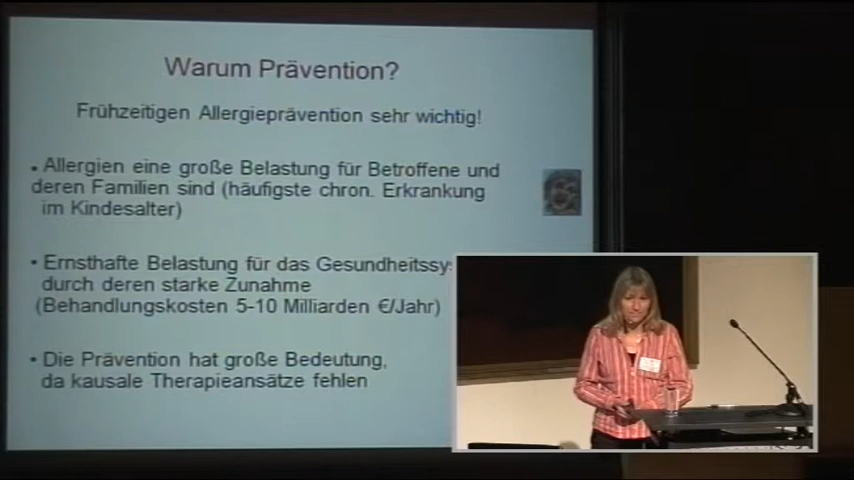 Warum Prävention?
Frühzeitigen Allergieprävention sehr wichtig!
• Allergien eine große Belastung für Betroffene und
deren Familien sind (häufigste chron. Erkrankung
im Kindesalter)
• Ernsthafte Belastung für das Gesundheitssy
durch deren starke Zunahme
(Behandlungskosten 5-10 Milliarden €/Jahr)
• Die Prävention hat große Bedeutung,
da kausale Therapieansätze fehlen